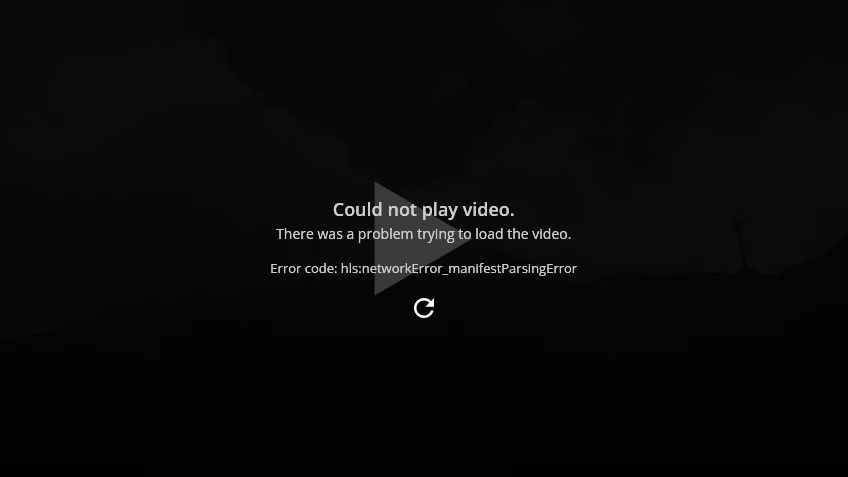 Could not play video.
There was a problem trying to load the video.
Error code: hls:networkError_manifestParsingError